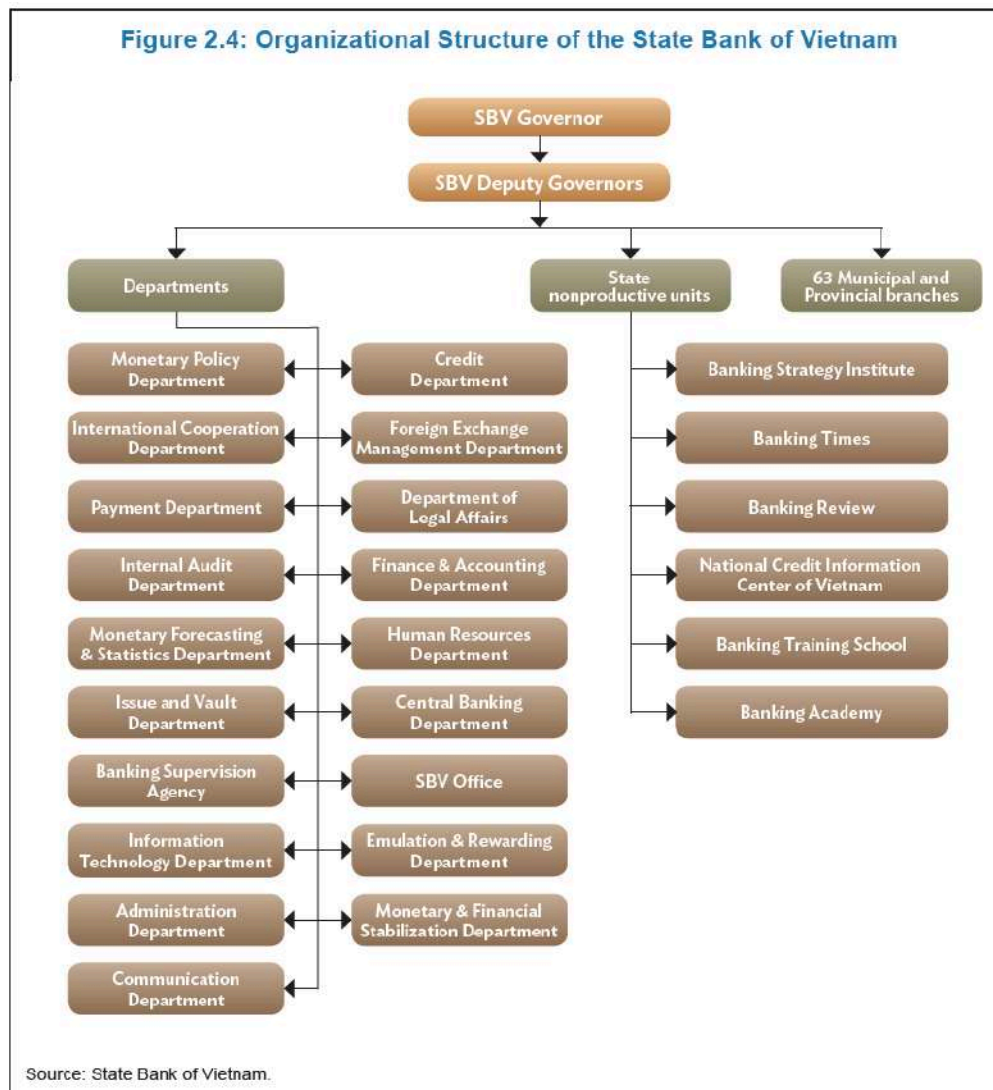 Figure 2.4: Organizational Structure of the State Bank of Vietnam
SBV Governor
SBV Deputy Governors
Departments
State
nonproductive units
63 Municipal and
Provincial branches
Monetary Policy
Department
Credit
Department
Banking Strategy Institute
International Cooperation
Department
Foreign Exchange
Management Department
Banking Times
Payment Department
Department of
Legal Affairs
Banking Review
Internal Audit
Department
Finance & Accounting
Department
National Credit Information
Center of Vietnam
Monetary Forecasting
& Statistics Department
Human Resources
Department
Banking Training School
Issue and Vault
Department
Central Banking
Department
Banking Academy
Banking Supervision
Agency
SBV Office
Information
Technology Department
Emulation & Rewarding
Department
Administration
Department
Monetary & Financial
Stabilization Department
Communication
Department
Source: State Bank of Vietnam.